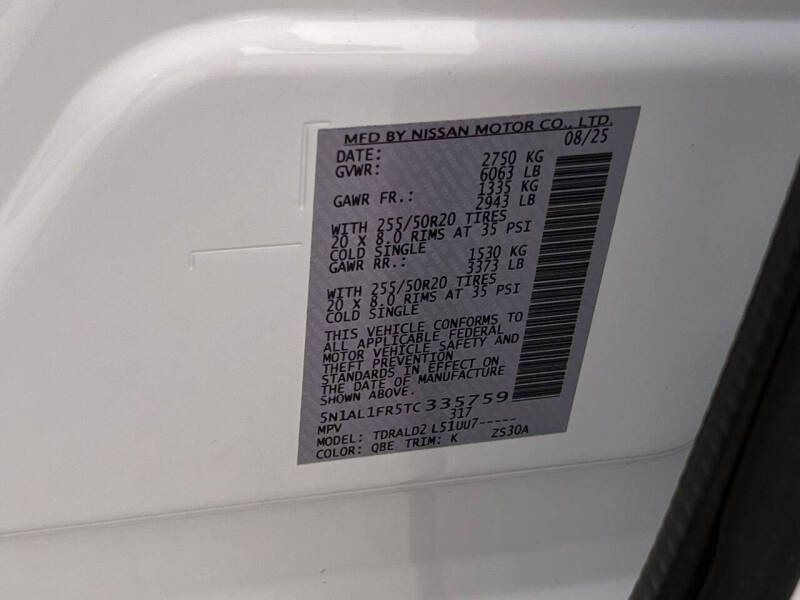 MFD BY NISSAN MOTOR CO., LTD.
DATE: 08/25
GVWR: 2750 KG
6063 LB
GAWR FR.: 1335 KG
2943 LB
WITH 255/50R20 TIRES
20 X 8.0 RIMS AT 35 PSI
COLD SINGLE
GAWR RR.: 1530 KG
3373 LB
WITH 255/50R20 TIRES
20 X 8.0 RIMS AT 35 PSI
COLD SINGLE
THIS VEHICLE CONFORMS TO
ALL APPLICABLE FEDERAL
MOTOR VEHICLE SAFETY AND
THEFT PREVENTION
STANDARDS IN EFFECT ON
THE DATE OF MANUFACTURE
SHOWN ABOVE.
5N1AL1FR5TC335759
MPV 317
MODEL: TDRALD2 L51UU7-----
COLOR: QBE TRIM: K ZS30A